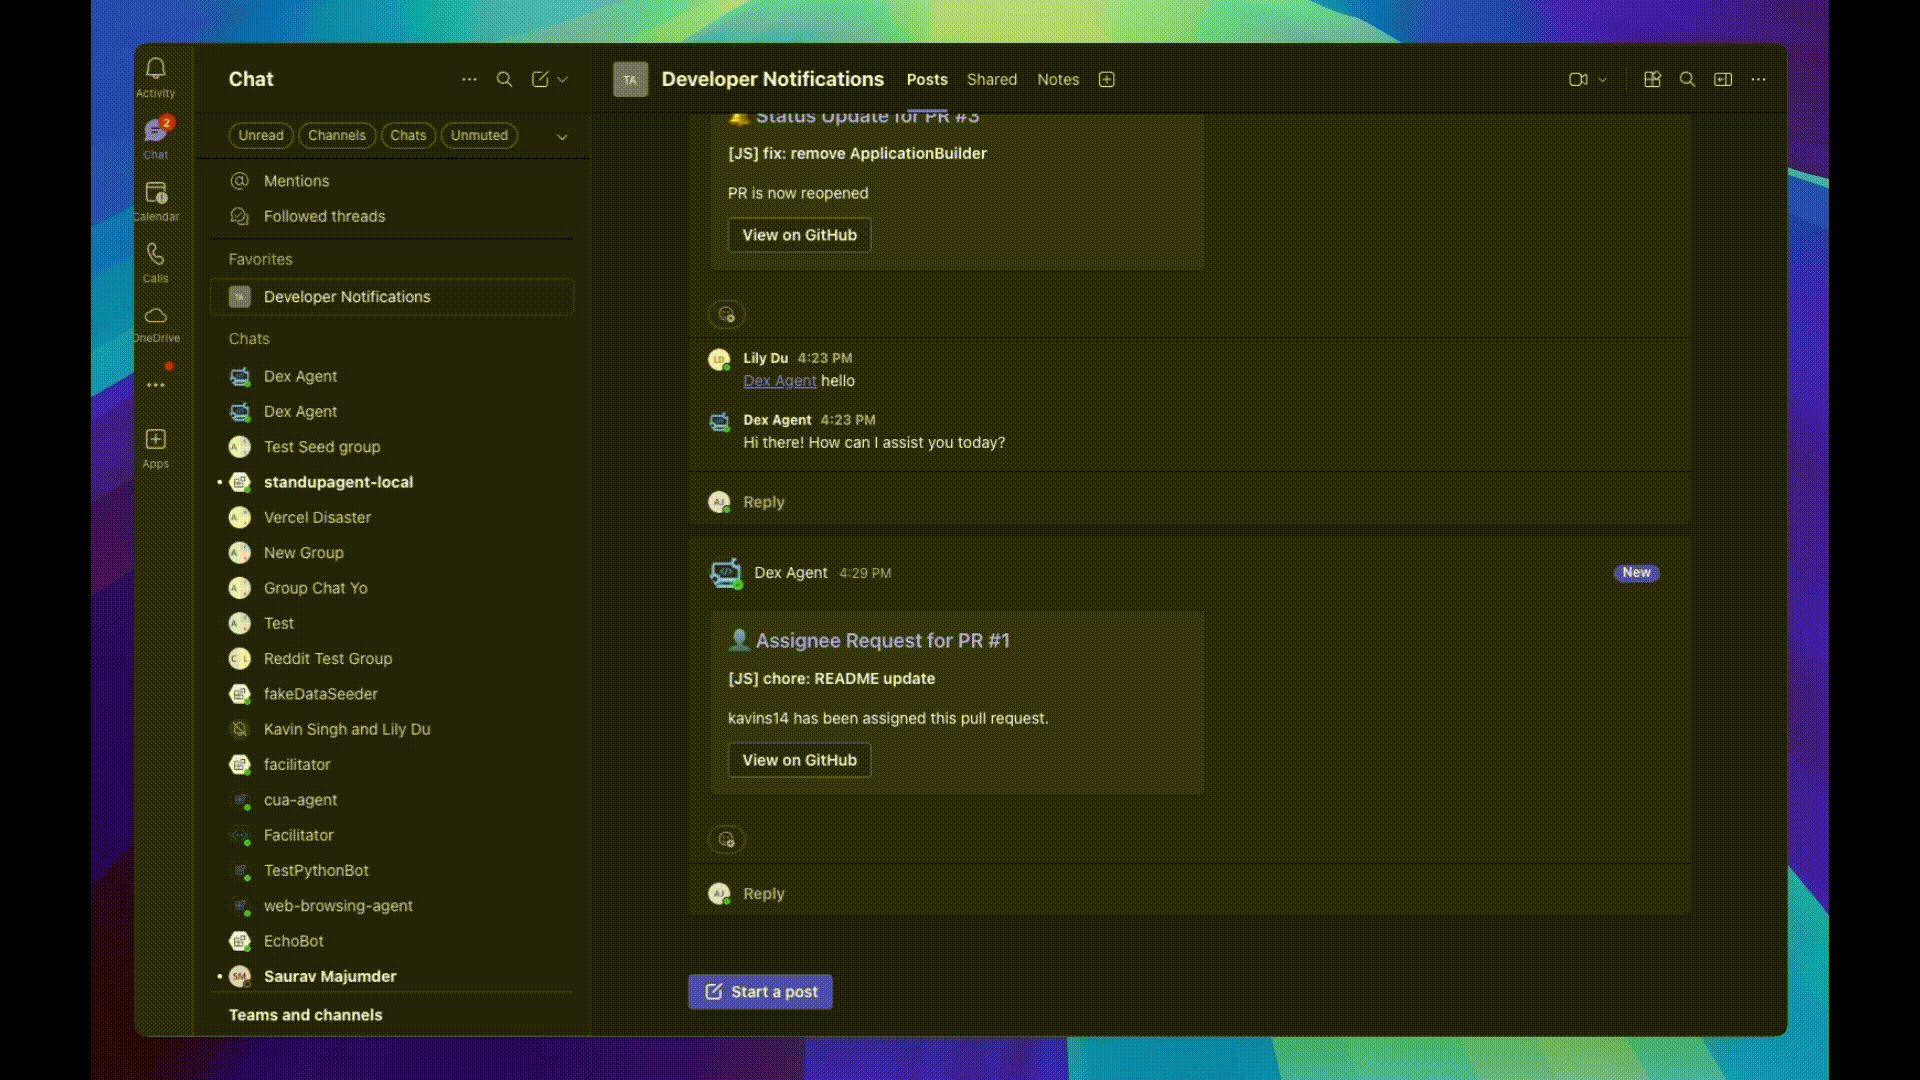 Activity
2
Chat
Calendar
Calls
OneDrive
Apps
Chat
Unread
Channels
Chats
Unmuted
Mentions
Followed threads
Favorites
TA
Developer Notifications
Chats
Dex Agent
Dex Agent
Test Seed group
standupagent-local
Vercel Disaster
New Group
Group Chat Yo
Test
Reddit Test Group
fakeDataSeeder
Kavin Singh and Lily Du
facilitator
cua-agent
Facilitator
TestPythonBot
web-browsing-agent
EchoBot
SM Saurav Majumder
Teams and channels
TA Developer Notifications Posts Shared Notes
Status Update for PR #3
[JS] fix: remove ApplicationBuilder
PR is now reopened
View on GitHub
LD Lily Du 4:23 PM
Dex Agent hello
Dex Agent 4:23 PM
Hi there! How can I assist you today?
AJ Reply
Dex Agent 4:29 PM New
Assignee Request for PR #1
[JS] chore: README update
kavins14 has been assigned this pull request.
View on GitHub
AJ Reply
Start a post